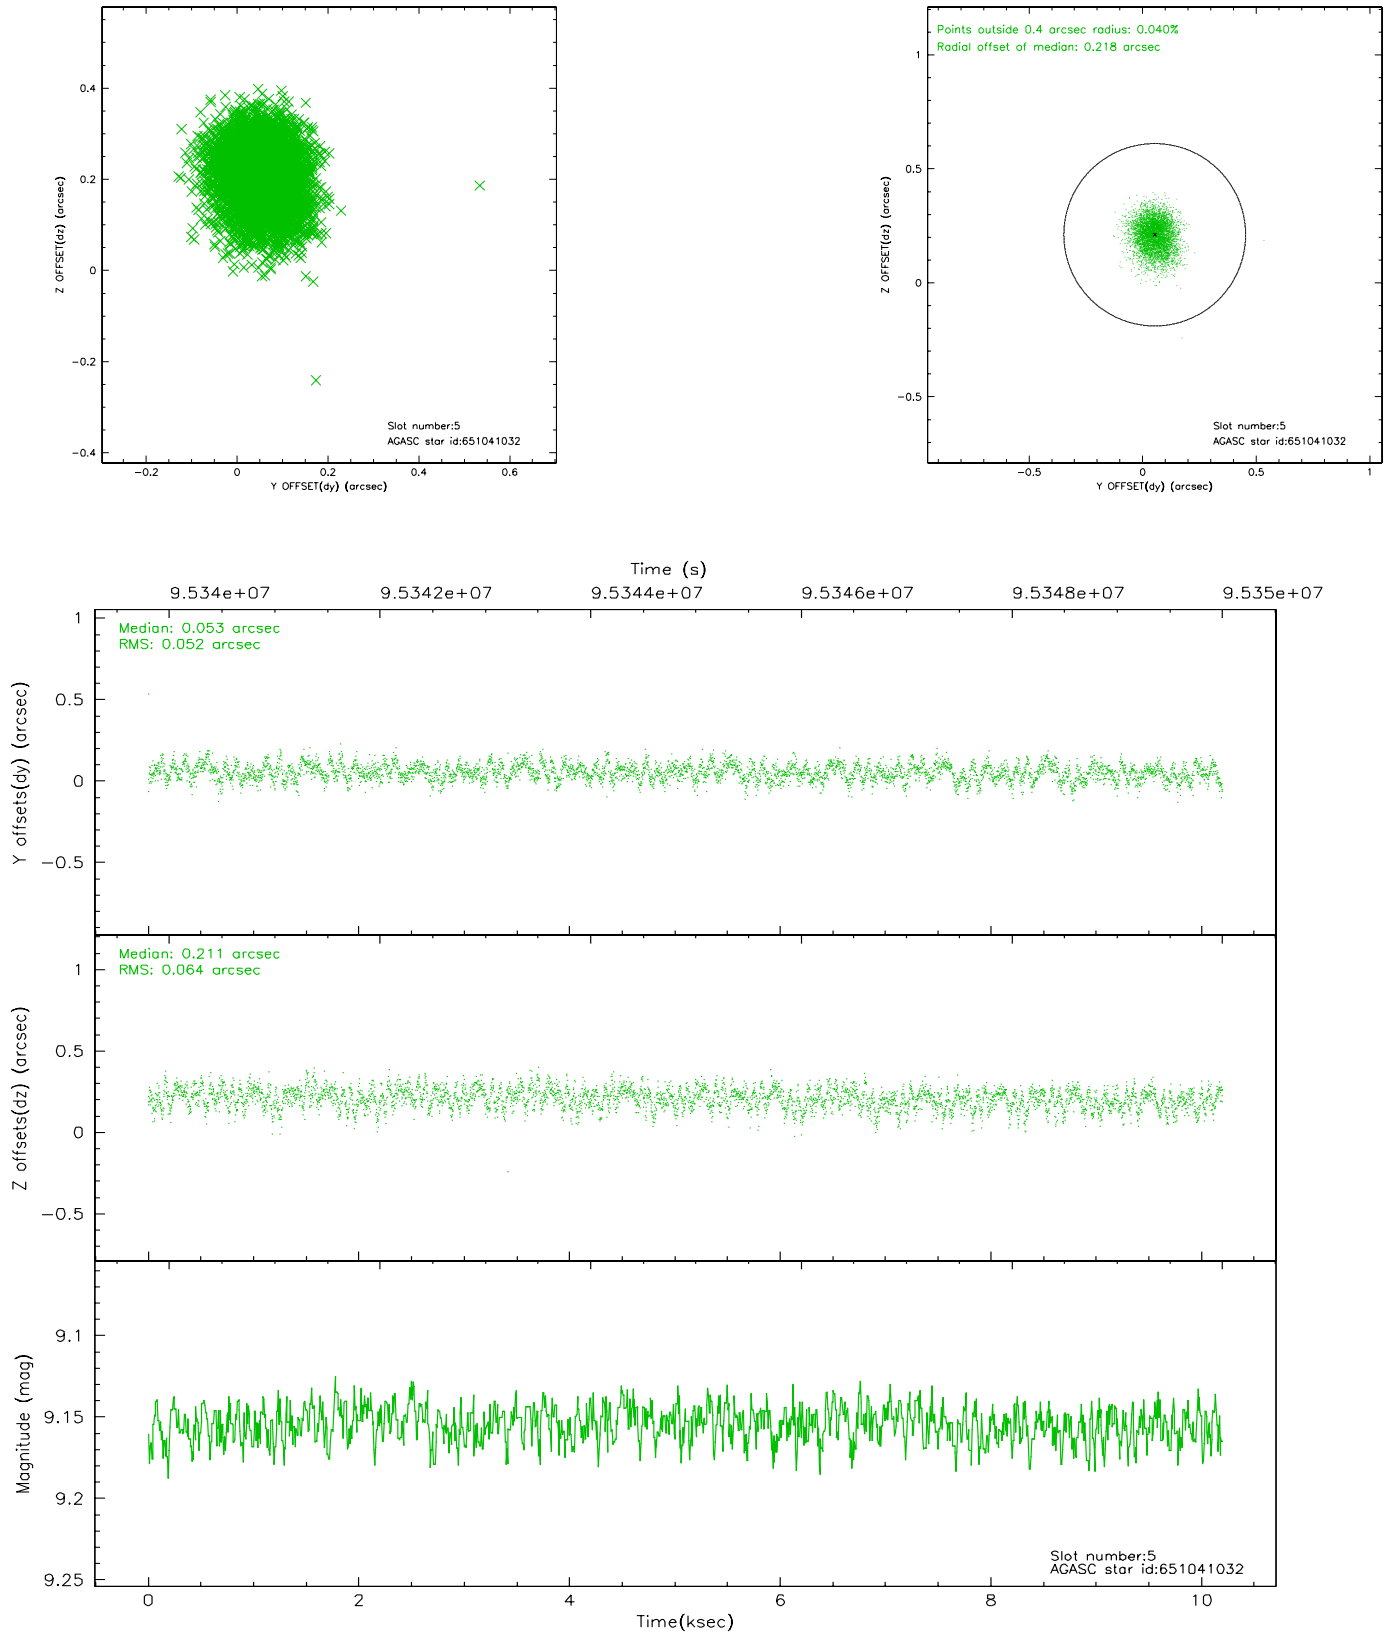 0.4
0.2
0
−0.2
−0.4
Z OFFSET(dz) (arcsec)
Slot number:5
AGASC star id:651041032
−0.2 0 0.2 0.4 0.6
Y OFFSET(dy) (arcsec)
Points outside 0.4 arcsec radius: 0.040%
Radial offset of median: 0.218 arcsec
1
0.5
0
−0.5
Z OFFSET(dz) (arcsec)
Slot number:5
AGASC star id:651041032
−0.5 0 0.5 1
Y OFFSET(dy) (arcsec)
Time (s)
9.534e+07 9.5342e+07 9.5344e+07 9.5346e+07 9.5348e+07 9.535e+07
Median: 0.053 arcsec
RMS: 0.052 arcsec
1
0.5
0
−0.5
Y offsets(dy) (arcsec)
Median: 0.211 arcsec
RMS: 0.064 arcsec
1
0.5
0
−0.5
Z offsets(dz) (arcsec)
9.1
9.15
9.2
9.25
Magnitude (mag)
Slot number:5
AGASC star id:651041032
0 2 4 6 8 10
Time(ksec)